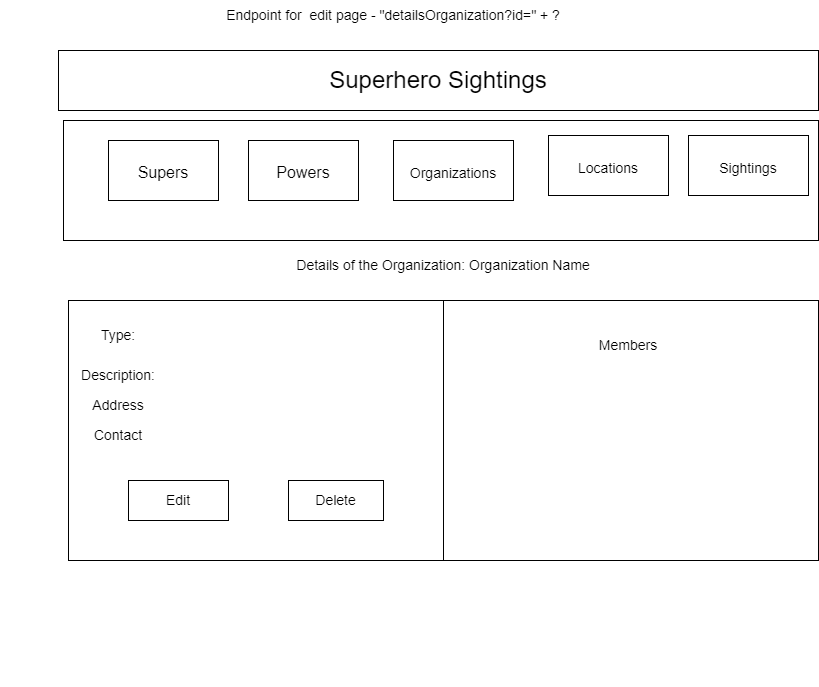 Endpoint for  edit page - "detailsOrganization?id=" + ?
Superhero Sightings
Supers
Powers
Organizations
Locations
Sightings
Details of the Organization: Organization Name
Type:
Description:
Address
Contact
Edit
Delete
Members